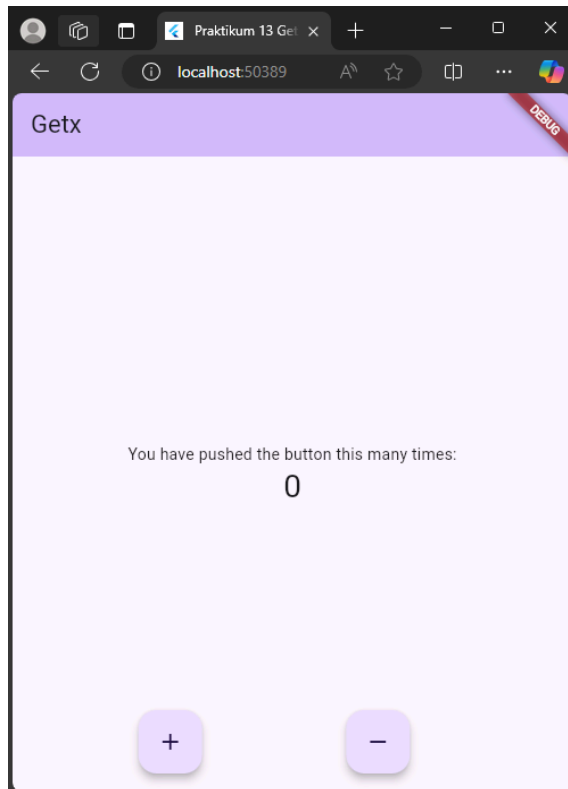 Praktikum 13 Get
localhost:50389
Getx
DEBUG
You have pushed the button this many times:
0
+
−